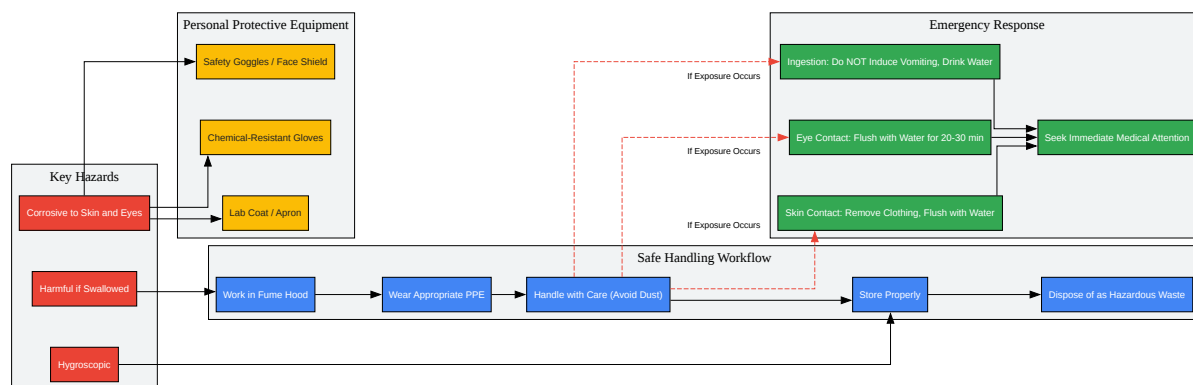 Personal Protective Equipment
Safety Goggles / Face Shield
Chemical-Resistant Gloves
Lab Coat / Apron
Key Hazards
Corrosive to Skin and Eyes
Harmful if Swallowed
Hygroscopic
Emergency Response
Ingestion: Do NOT Induce Vomiting, Drink Water
If Exposure Occurs
Eye Contact: Flush with Water for 20-30 min
Seek Immediate Medical Attention
If Exposure Occurs
Skin Contact: Remove Clothing, Flush with Water
If Exposure Occurs
Safe Handling Workflow
Work in Fume Hood
Wear Appropriate PPE
Handle with Care (Avoid Dust)
Store Properly
Dispose of as Hazardous Waste